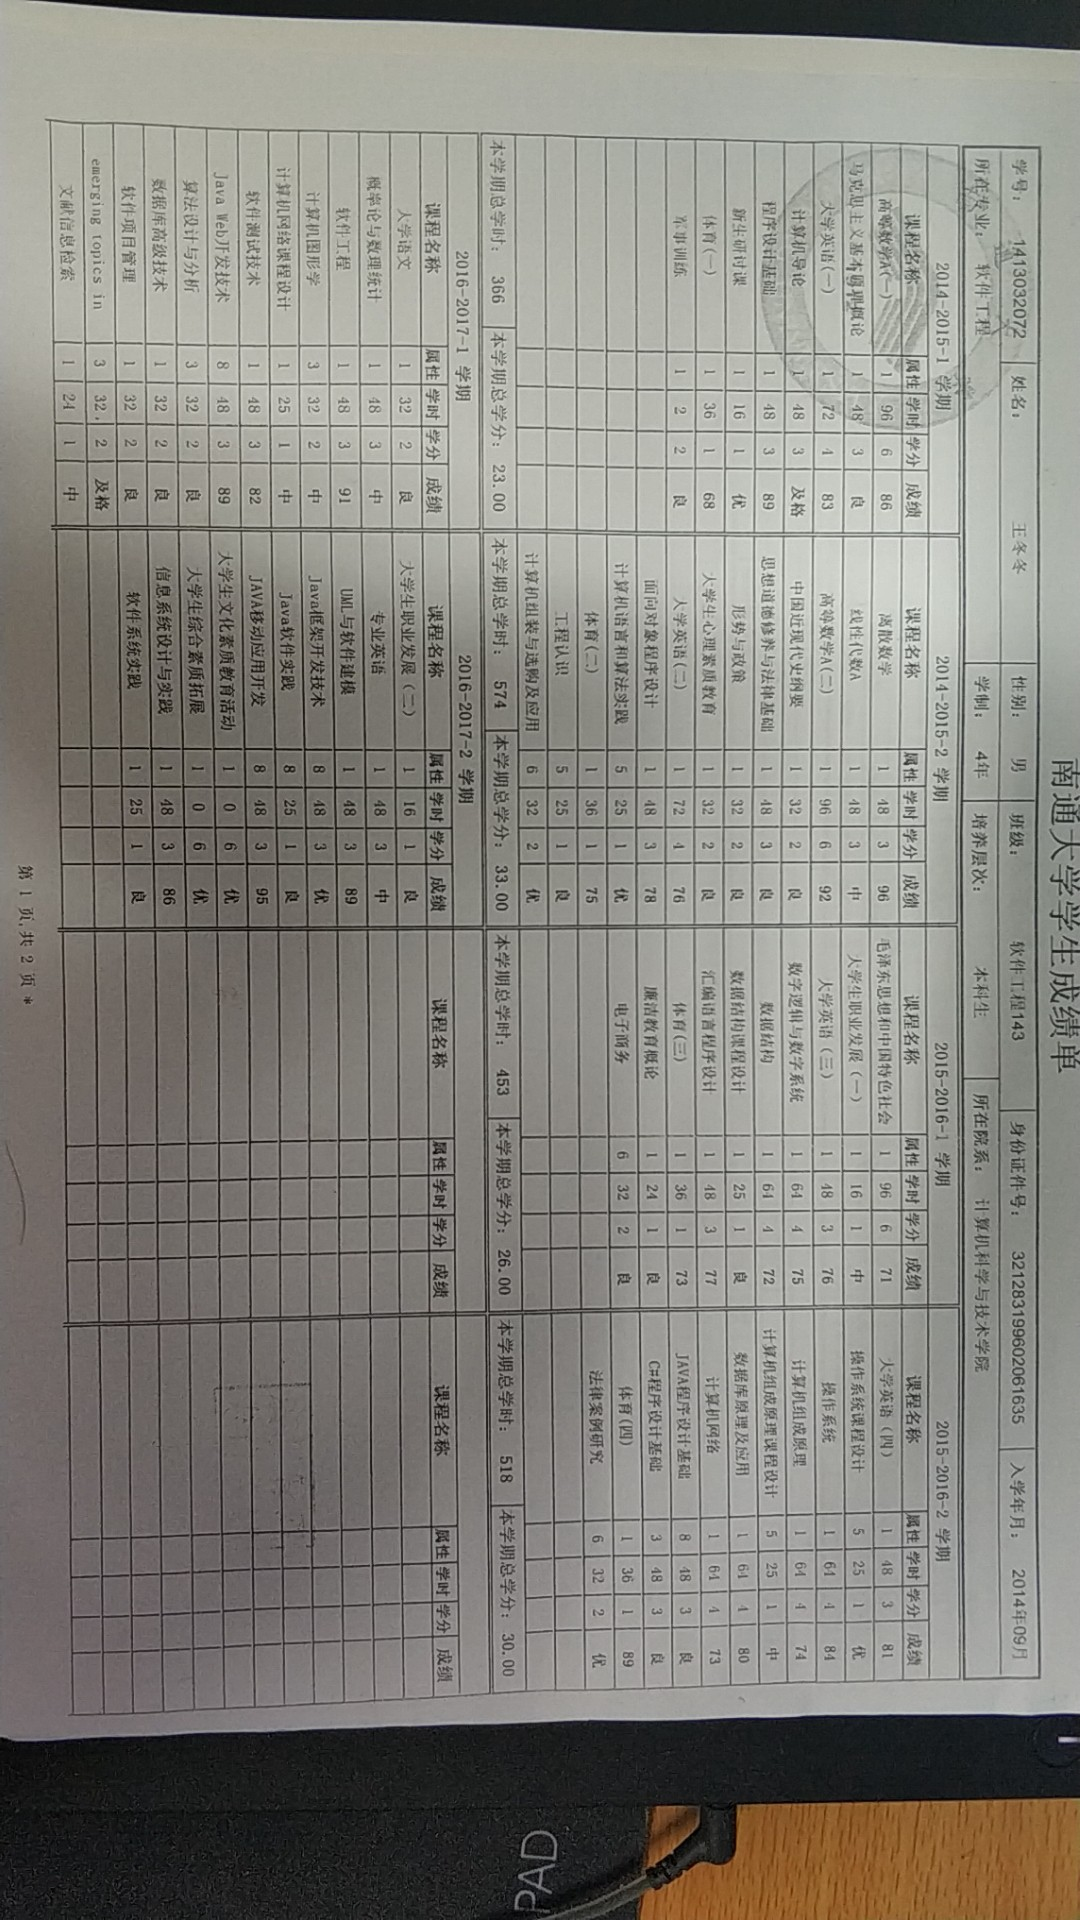 南通大学学生成绩单
学号： 1413032072 姓名： 王冬冬 性别： 男 班级： 软件工程143 身份证件号： 321283199602061635 入学年月： 2014年09月
所在专业： 软件工程 学制： 4年 培养层次： 本科生 所在院系： 计算机科学与技术学院
2014-2015-1 学期
课程名称 属性 学时 学分 成绩
高等数学A(一) 1 96 6 86
马克思主义基本原理概论 1 48 3 良
大学英语(一) 1 72 4 83
计算机导论 1 48 3 及格
程序设计基础 1 48 3 89
新生研讨课 1 16 1 优
体育(一) 1 36 1 68
军事训练 1 2 2 良
本学期总学时： 366 本学期总学分： 23.00
2014-2015-2 学期
课程名称 属性 学时 学分 成绩
离散数学 1 48 3 96
线性代数A 1 48 3 中
高等数学A(二) 1 96 6 92
中国近现代史纲要 1 32 2 良
思想道德修养与法律基础 1 48 3 良
形势与政策 1 32 2 良
大学生心理素质教育 1 32 2 良
大学英语(二) 1 72 4 76
面向对象程序设计 1 48 3 78
计算机语言和算法实践 5 25 1 优
体育(二) 1 36 1 75
工程认识 5 25 1 良
计算机组装与选购及应用 6 32 2 优
本学期总学时： 574 本学期总学分： 33.00
2015-2016-1 学期
课程名称 属性 学时 学分 成绩
毛泽东思想和中国特色社会 1 96 6 71
大学生职业发展（一） 1 16 1 中
大学英语（三） 1 48 3 76
数字逻辑与数字系统 1 64 4 75
数据结构 1 64 4 72
数据结构课程设计 1 25 1 良
汇编语言程序设计 1 48 3 77
体育(三) 1 36 1 73
廉洁教育概论 1 24 1 良
电子商务 6 32 2 良
本学期总学时： 453 本学期总学分： 26.00
2015-2016-2 学期
课程名称 属性 学时 学分 成绩
大学英语（四） 1 48 3 81
操作系统课程设计 5 25 1 优
操作系统 1 64 4 84
计算机组成原理 1 64 4 74
计算机组成原理课程设计 5 25 1 中
数据库原理及应用 1 64 4 80
计算机网络 1 64 4 73
JAVA程序设计基础 8 48 3 良
C#程序设计基础 3 48 3 良
体育(四) 1 36 1 89
法律案例研究 6 32 2 优
本学期总学时： 518 本学期总学分： 30.00
2016-2017-1 学期
课程名称 属性 学时 学分 成绩
大学语文 1 32 2 良
概率论与数理统计 1 48 3 中
软件工程 1 48 3 91
计算机图形学 3 32 2 中
计算机网络课程设计 1 25 1 中
软件测试技术 1 48 3 82
Java Web开发技术 8 48 3 89
算法设计与分析 3 32 2 良
数据库高级技术 1 32 2 良
软件项目管理 1 32 2 良
emerging topics in 3 32. 2 及格
文献信息检索 1 24 1 中
2016-2017-2 学期
课程名称 属性 学时 学分 成绩
大学生职业发展（二） 1 16 1 良
专业英语 1 48 3 中
UML与软件建模 1 48 3 89
Java框架开发技术 8 48 3 优
Java软件实践 8 25 1 良
JAVA移动应用开发 8 48 3 95
大学生文化素质教育活动 1 0 6 优
大学生综合素质拓展 1 0 6 优
信息系统设计与实践 1 48 3 86
软件系统实践 1 25 1 良
课程名称 属性 学时 学分 成绩
课程名称 属性 学时 学分 成绩
第 1 页,共 2 页 *
PAD